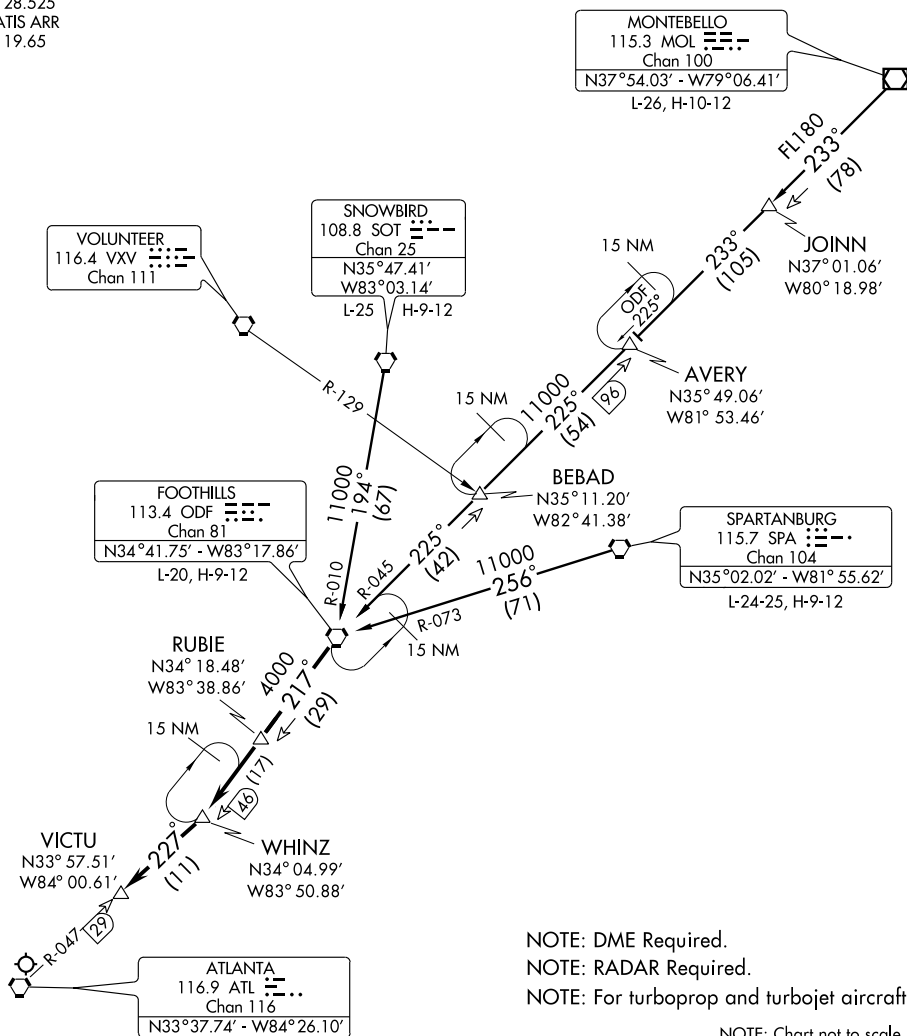 28.525
ATIS ARR
19.65
MONTEBELLO
115.3 MOL
Chan 100
N37°54.03' - W79°06.41'
L-26, H-10-12
FL180
233°
(78)
JOINN
N37°01.06'
W80°18.98'
SNOWBIRD
108.8 SOT
Chan 25
N35°47.41'
W83°03.14'
L-25 H-9-12
VOLUNTEER
116.4 VXV
Chan 111
15 NM
233°
(105)
ODF
225°
AVERY
N35°49.06'
W81°53.46'
R-129
15 NM
11000
225°
(54)
96
BEBAD
N35°11.20'
W82°41.38'
11000
194°
(67)
R-010
FOOTHILLS
113.4 ODF
Chan 81
N34°41.75' - W83°17.86'
L-20, H-9-12
225°
(42)
R-045
SPARTANBURG
115.7 SPA
Chan 104
N35°02.02' - W81°55.62'
L-24-25, H-9-12
11000
256°
(71)
R-073
15 NM
RUBIE
N34°18.48'
W83°38.86'
4000
217°
(29)
15 NM
(17)
46
WHINZ
N34°04.99'
W83°50.88'
VICTU
N33°57.51'
W84°00.61'
227°
(11)
R-047
29
ATLANTA
116.9 ATL
Chan 116
N33°37.74' - W84°26.10'
NOTE: DME Required.
NOTE: RADAR Required.
NOTE: For turboprop and turbojet aircraft
NOTE: Chart not to scale